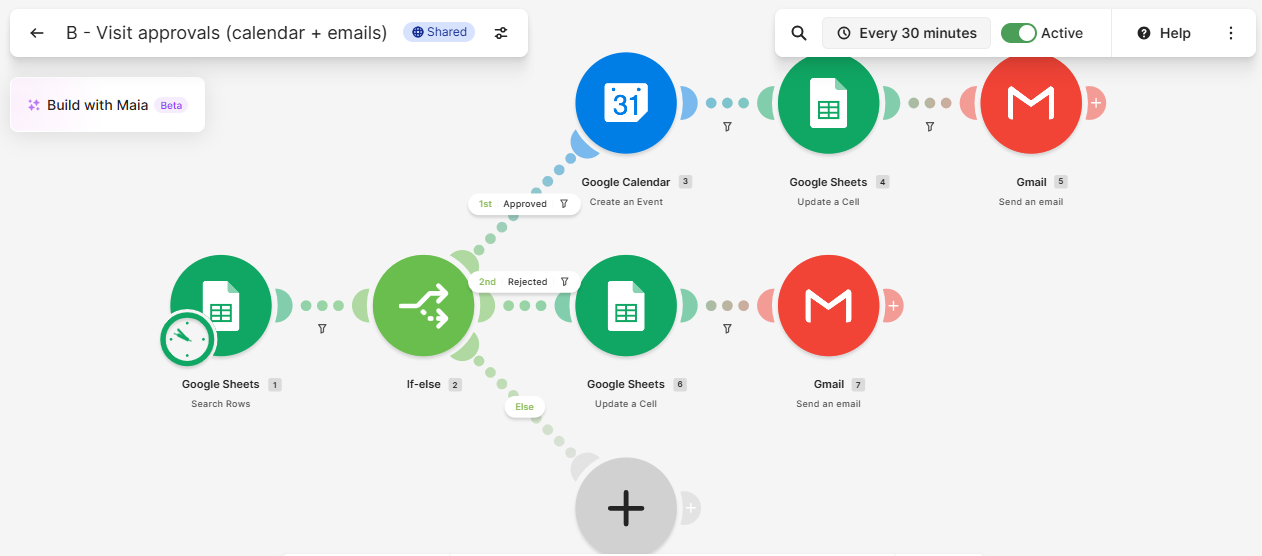 B - Visit approvals (calendar + emails)
Shared
Every 30 minutes
Active
Help
Build with Maia Beta
31
Google Calendar 3
Create an Event
Google Sheets 4
Update a Cell
Gmail 5
Send an email
1st Approved
2nd Rejected
Google Sheets 1
Search Rows
If-else 2
Google Sheets 6
Update a Cell
Gmail 7
Send an email
Else